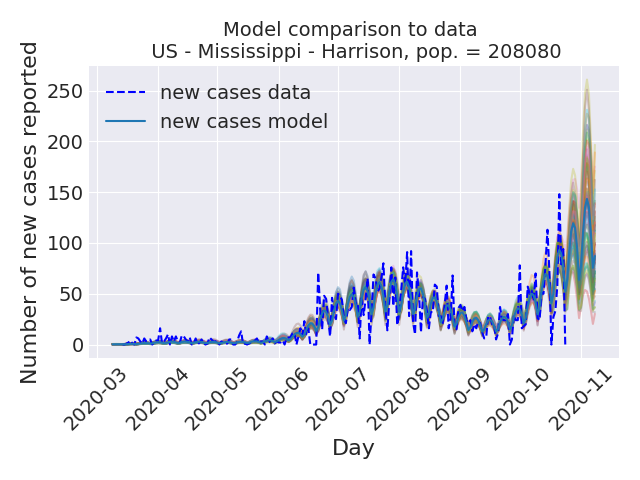 Model comparison to data
US - Mississippi - Harrison, pop. = 208080
Number of new cases reported
250
200
150
100
50
0
new cases data
new cases model
2020-03
2020-04
2020-05
2020-06
2020-07
2020-08
2020-09
2020-10
2020-11
Day